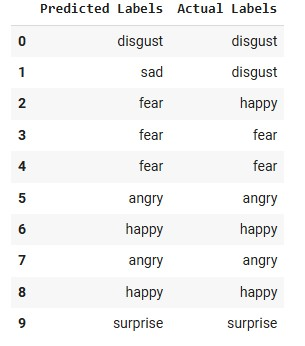 Predicted Labels Actual Labels
0 disgust disgust
1 sad disgust
2 fear happy
3 fear fear
4 fear fear
5 angry angry
6 happy happy
7 angry angry
8 happy happy
9 surprise surprise